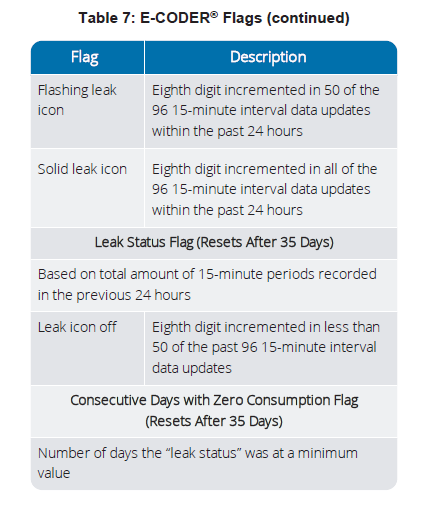 Table 7: E-CODER® Flags (continued)
Flag
Description
Flashing leak
icon
Eighth digit incremented in 50 of the
96 15-minute interval data updates
within the past 24 hours
Solid leak icon
Eighth digit incremented in all of the
96 15-minute interval data updates
within the past 24 hours
Leak Status Flag (Resets After 35 Days)
Based on total amount of 15-minute periods recorded
in the previous 24 hours
Leak icon off
Eighth digit incremented in less than
50 of the past 96 15-minute interval
data updates
Consecutive Days with Zero Consumption Flag
(Resets After 35 Days)
Number of days the “leak status” was at a minimum
value